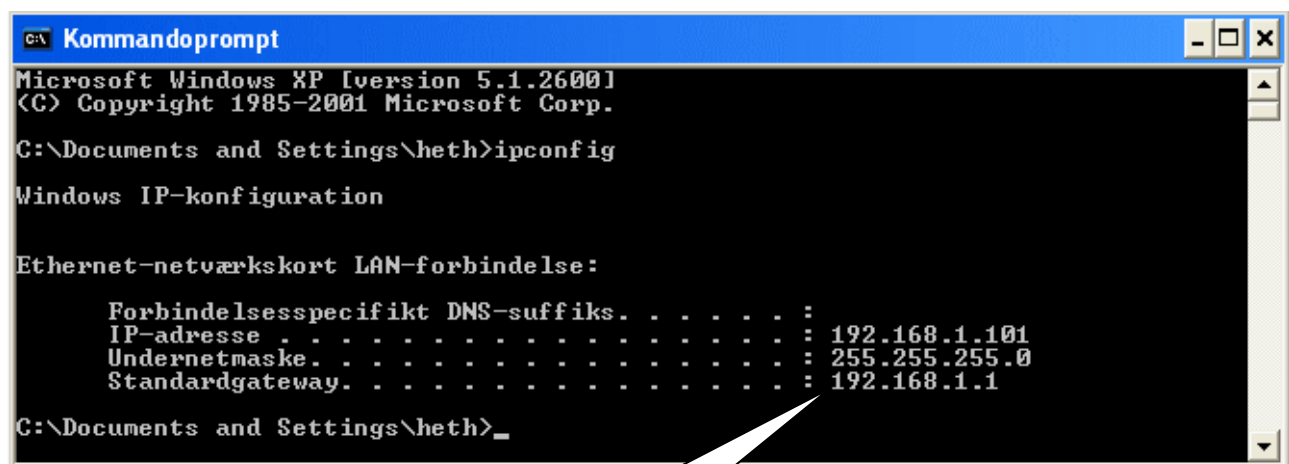 C:\ Kommandoprompt
Microsoft Windows XP [version 5.1.2600]
(C) Copyright 1985-2001 Microsoft Corp.
C:\Documents and Settings\heth>ipconfig
Windows IP-konfiguration
Ethernet-netværkskort LAN-forbindelse:
Forbindelsesspecifikt DNS-suffiks. . . . . . :
IP-adresse . . . . . . . . . . . . . . . . . : 192.168.1.101
Undernetmaske. . . . . . . . . . . . . . . . : 255.255.255.0
Standardgateway. . . . . . . . . . . . . . . : 192.168.1.1
C:\Documents and Settings\heth>_